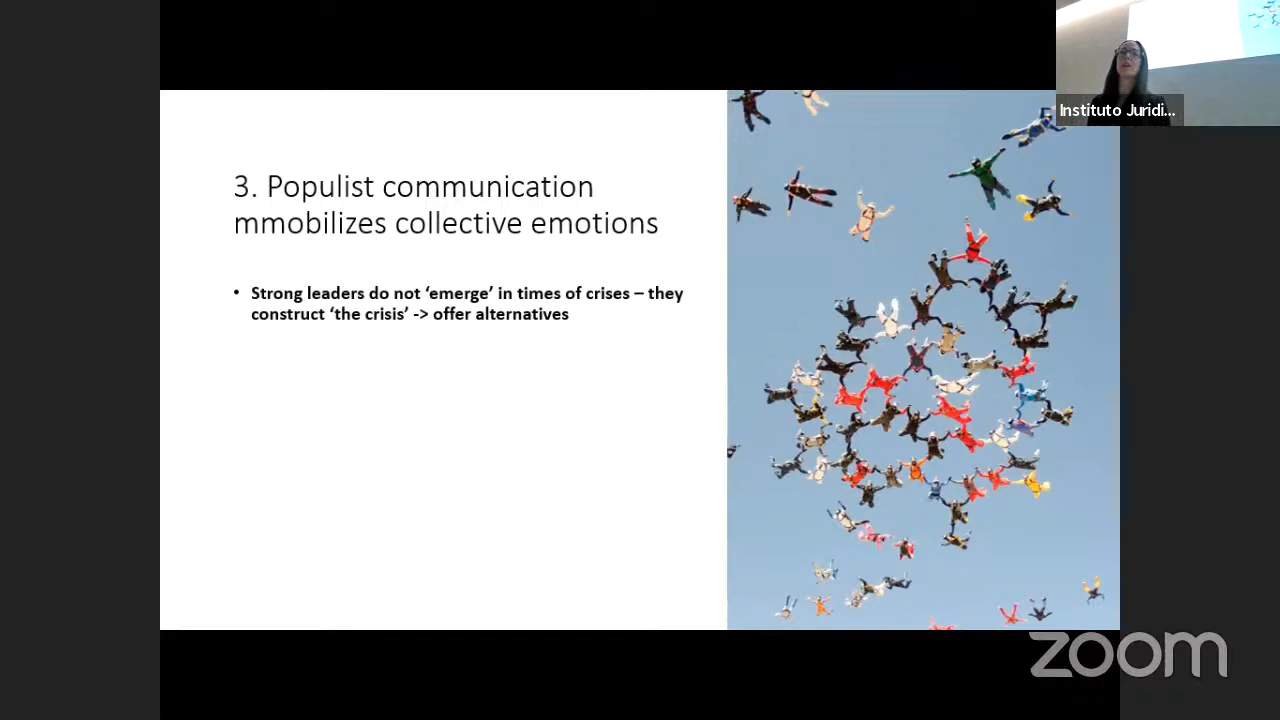 Instituto Juridi...
3. Populist communication
mmobilizes collective emotions
• Strong leaders do not ‘emerge’ in times of crises – they
construct ‘the crisis’ -> offer alternatives
zoom